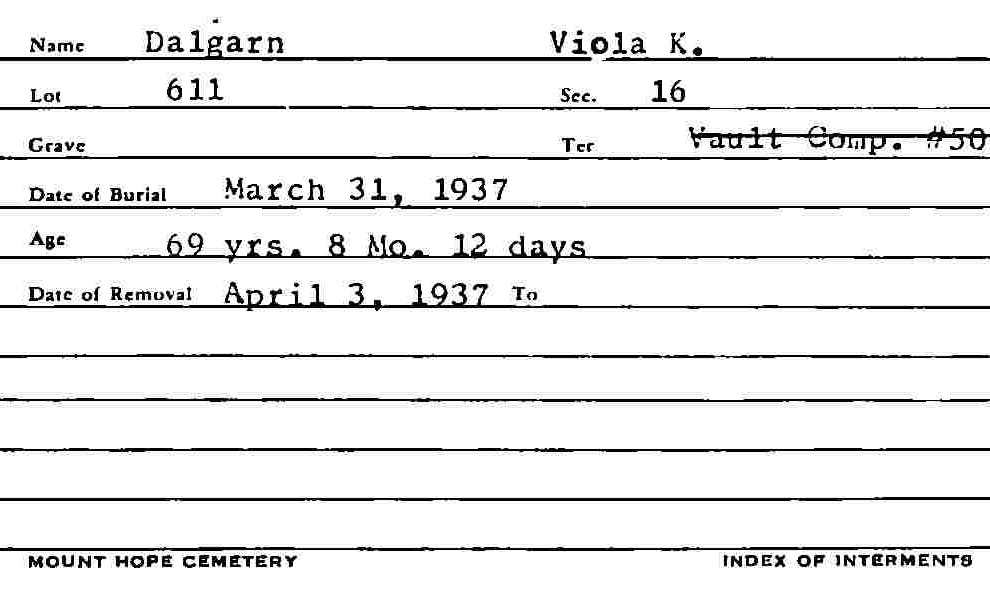 Name Dalgarn Viola K.
Lot 611 Sec. 16
Grave Ter Vault Comp. #50
Date of Burial March 31, 1937
Age 69 yrs. 8 Mo. 12 days
Date of Removal April 3, 1937 To
MOUNT HOPE CEMETERY INDEX OF INTERMENTS